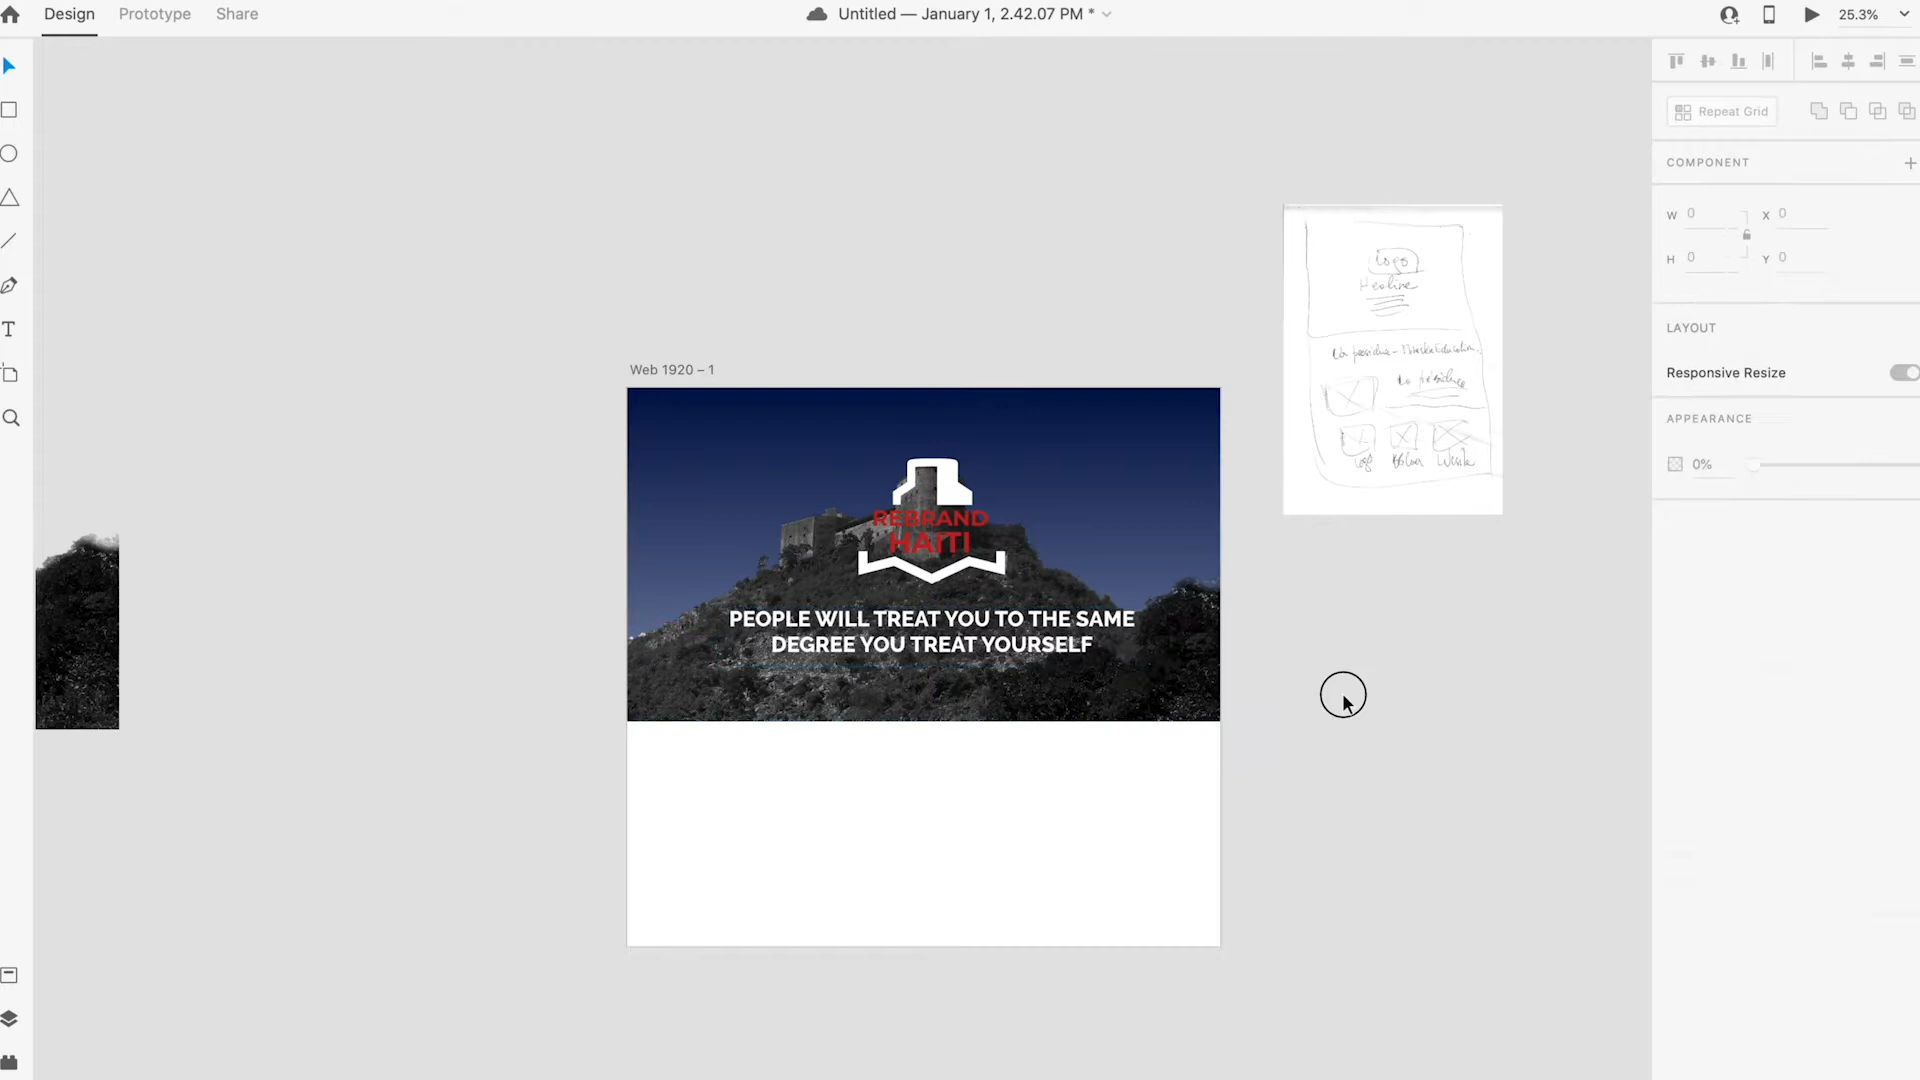 Design Prototype Share
Untitled — January 1, 2.42.07 PM *
25.3%
Repeat Grid
COMPONENT
W 0 X 0
H 0 Y 0
LAYOUT
Responsive Resize
APPEARANCE
0%
Web 1920 – 1
REBRAND
HAITI
PEOPLE WILL TREAT YOU TO THE SAME
DEGREE YOU TREAT YOURSELF
Logo
Healine
T